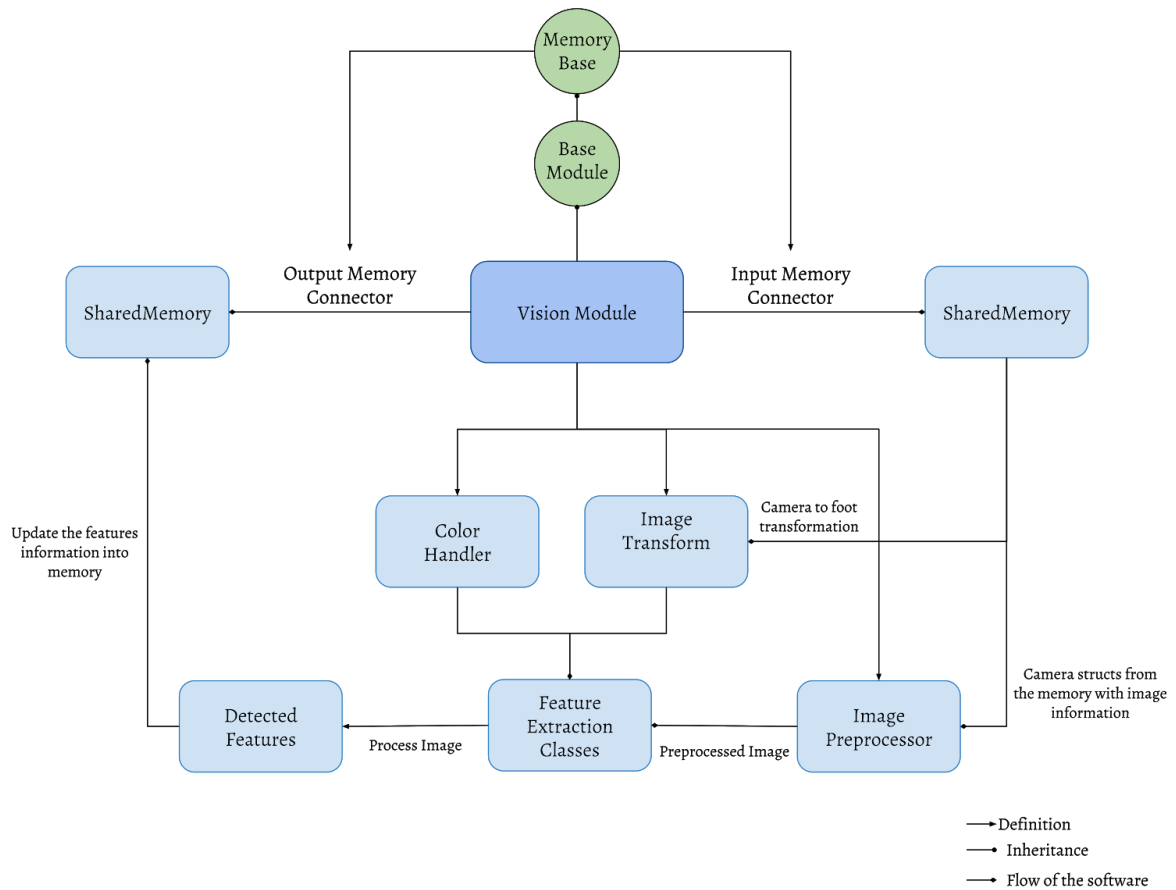 Memory
Base
Base
Module
Output Memory
Connector
Input Memory
Connector
SharedMemory
Vision Module
SharedMemory
Color
Handler
Image
Transform
Camera to foot
transformation
Update the features
information into
memory
Camera structs from
the memory with image
information
Detected
Features
Process Image
Feature
Extraction
Classes
Preprocessed Image
Image
Preprocessor
Definition
Inheritance
Flow of the software